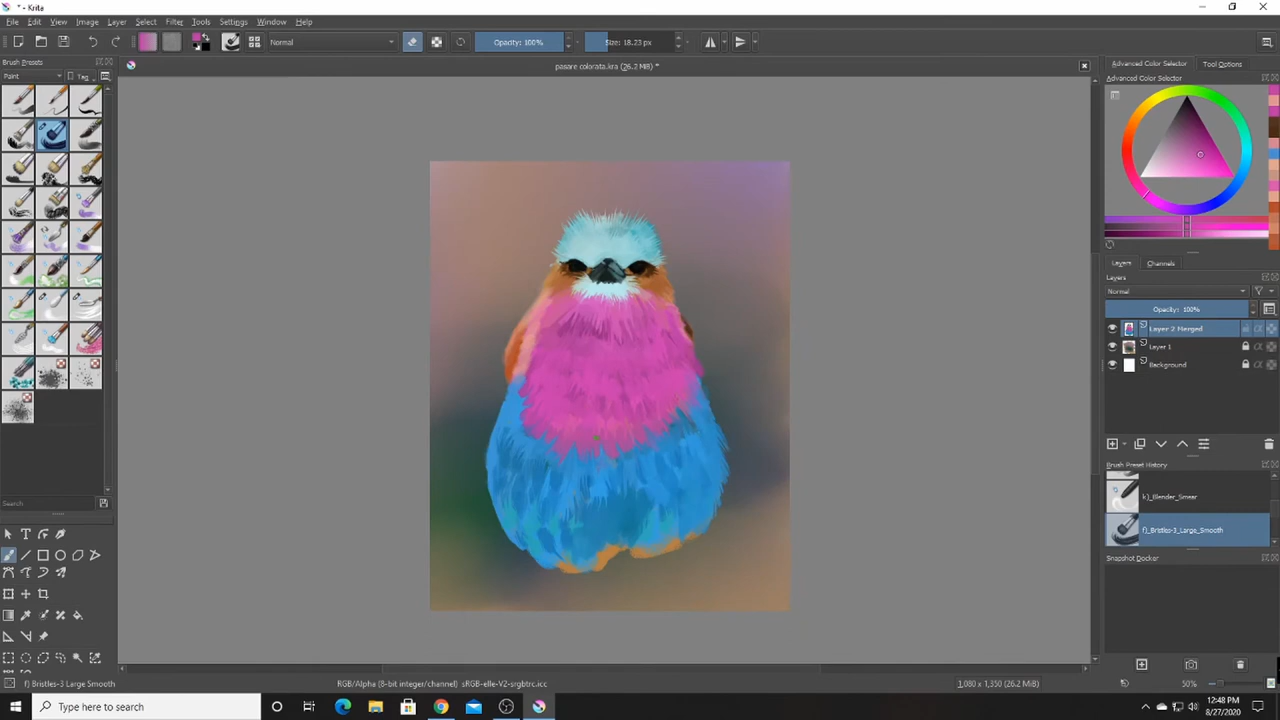 * - Krita
File Edit View Image Layer Select Filter Tools Settings Window Help
Normal Opacity: 100% Size: 18.23 px
Brush Presets
pasare colorata.kra (26.2 MiB) *
Advanced Color Selector Tool Options
Paint Tag
Advanced Color Selector
Layers Channels
Layers
Normal
Opacity: 100%
Layer 2 Merged
Layer 1
Background
Brush Preset History
k)_Blender_Smear
Search
f)_Bristles-3_Large_Smooth
Snapshot Docker
f) Bristles-3 Large Smooth
RGB/Alpha (8-bit integer/channel) sRGB-elle-V2-srgbtrc.icc
1,080 x 1,350 (26.2 MiB)
50%
Type here to search
12:48 PM
8/27/2020